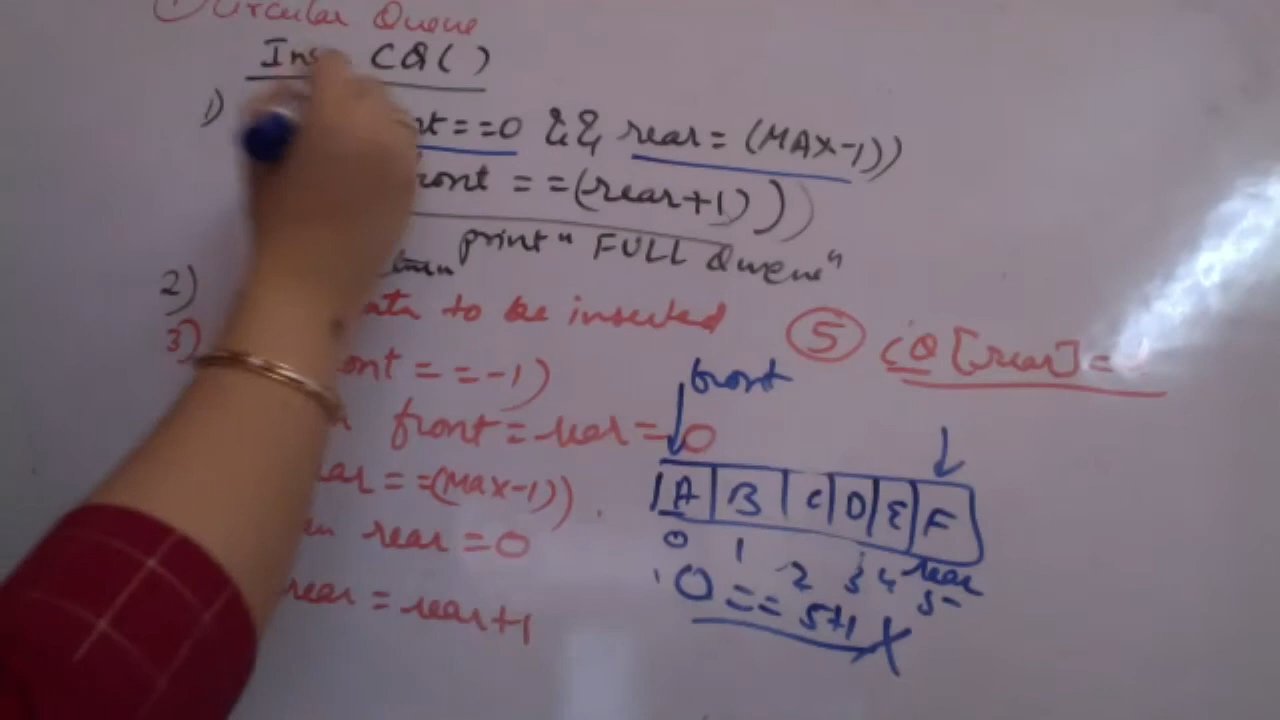 Circular Queue
Ins CQ( )
1) nt==0 && rear=(MAX-1))
ront ==(rear+1)))
print "FULL Queue"
2) ata to be inserted
3) ont==-1)
front=rear=0
ar==(MAX-1))
rear=0
rear=rear+1
5 CQ[rear]=
front
A B C D E F
0 1 2 3 4 5
rear
0==5+1 X